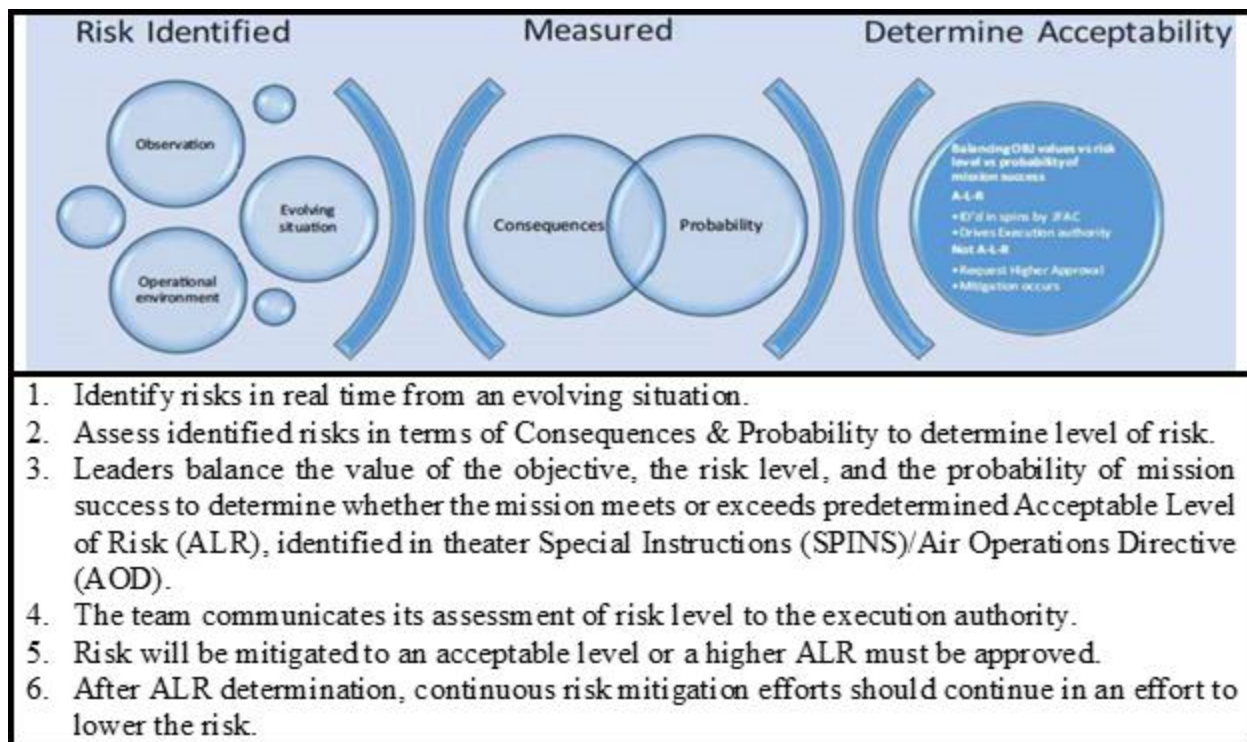 Risk Identified
Measured
Determine Acceptability
Observation
Evolving
situation
Operational
environment
Consequences
Probability
Balancing OBJ values vs risk
level vs probability of
mission success
A-L-R
•ID'd in spins by JFAC
•Drives Execution authority
Not A-L-R
•Request Higher Approval
•Mitigation occurs
1. Identify risks in real time from an evolving situation.
2. Assess identified risks in terms of Consequences & Probability to determine level of risk.
3. Leaders balance the value of the objective, the risk level, and the probability of mission
success to determine whether the mission meets or exceeds predetermined Acceptable Level
of Risk (ALR), identified in theater Special Instructions (SPINS)/Air Operations Directive
(AOD).
4. The team communicates its assessment of risk level to the execution authority.
5. Risk will be mitigated to an acceptable level or a higher ALR must be approved.
6. After ALR determination, continuous risk mitigation efforts should continue in an effort to
lower the risk.